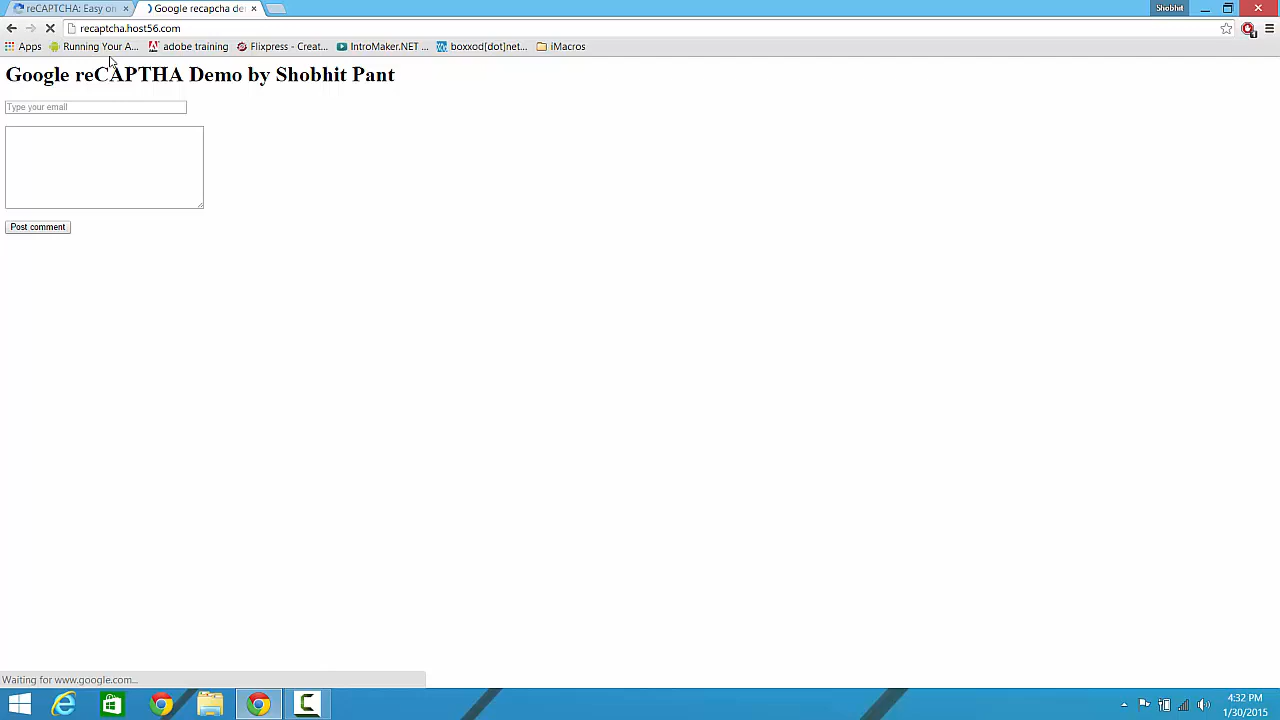 reCAPTCHA: Easy on
Google recapcha de
Shobhit
recaptcha.host56.com
Apps
Running Your A...
adobe training
Flixpress - Creat...
IntroMaker.NET ...
boxxod[dot]net...
iMacros
Google reCAPTHA Demo by Shobhit Pant
Type your email
Post comment
Waiting for www.google.com...
4:32 PM
1/30/2015